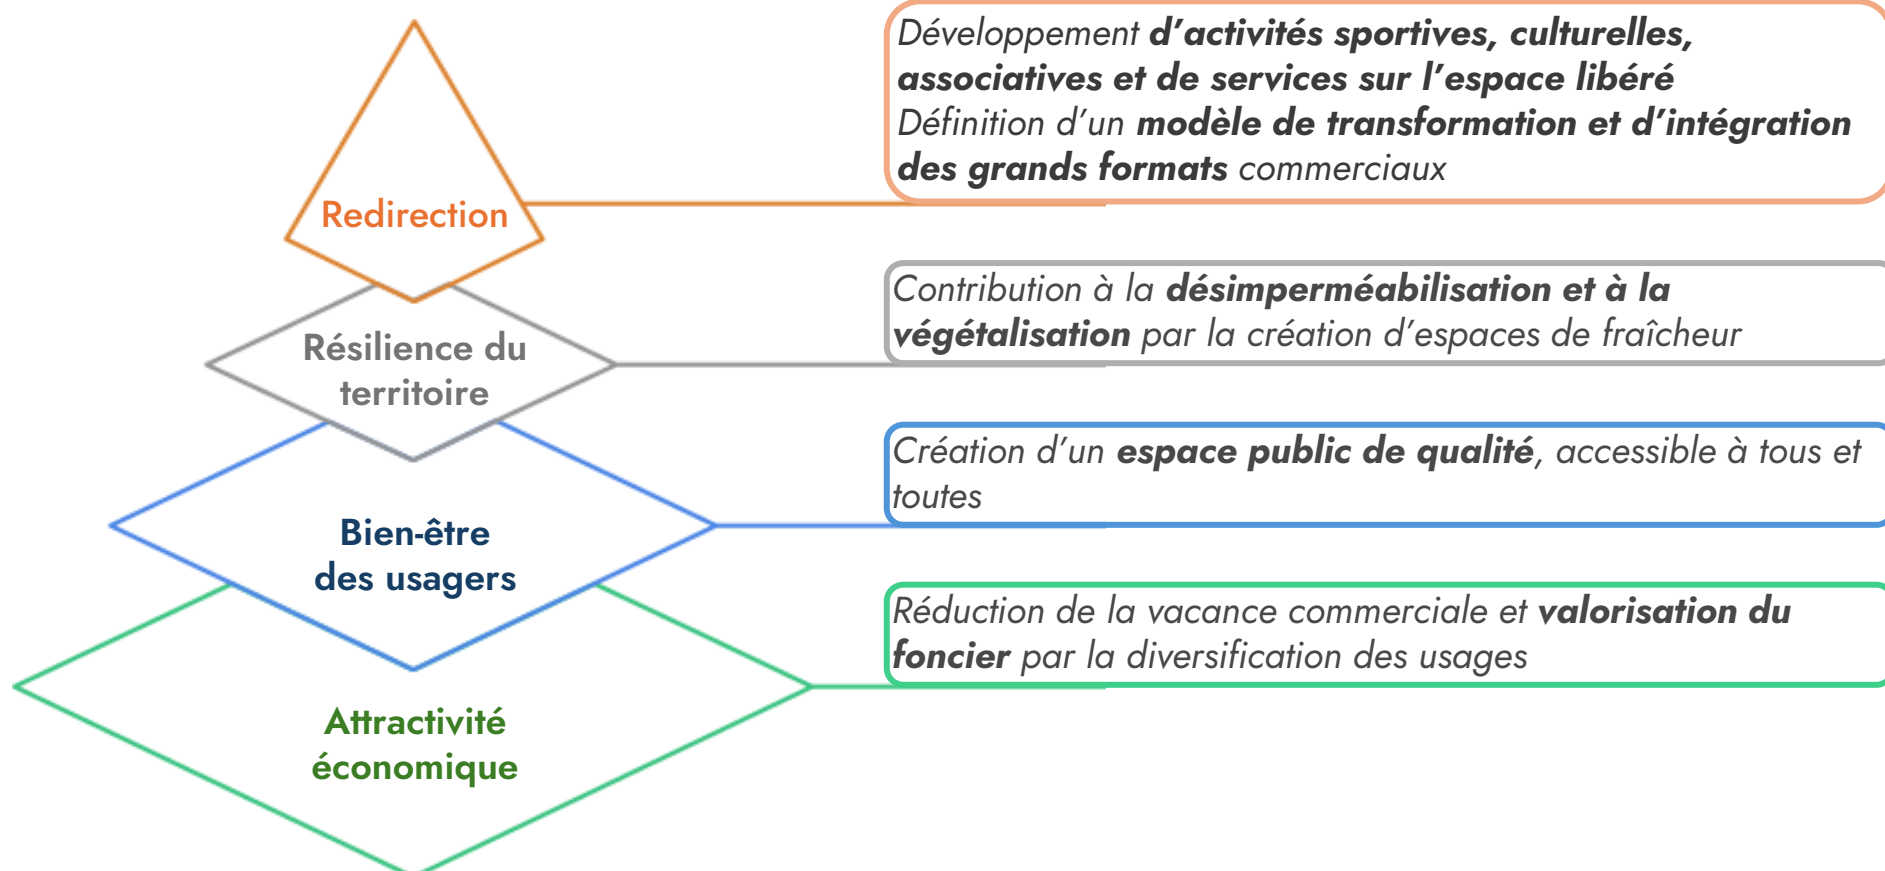 Développement d'activités sportives, culturelles,
associatives et de services sur l'espace libéré
Définition d'un modèle de transformation et d'intégration
des grands formats commerciaux
Redirection
Contribution à la désimperméabilisation et à la
végétalisation par la création d'espaces de fraîcheur
Résilience du
territoire
Création d'un espace public de qualité, accessible à tous et
toutes
Bien-être
des usagers
Réduction de la vacance commerciale et valorisation du
foncier par la diversification des usages
Attractivité
économique